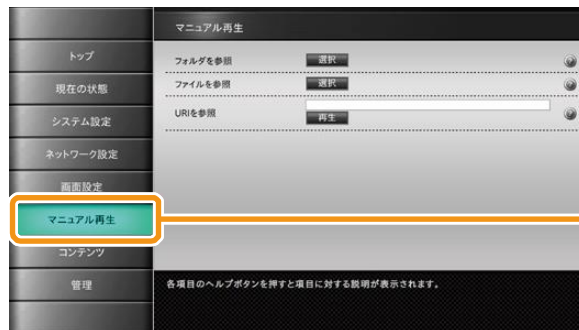 マニュアル再生
トップ
現在の状態
システム設定
ネットワーク設定
画面設定
マニュアル再生
コンテンツ
管理
フォルダを参照 選択
ファイルを参照 選択
URIを参照
再生
各項目のヘルプボタンを押すと項目に対する説明が表示されます。